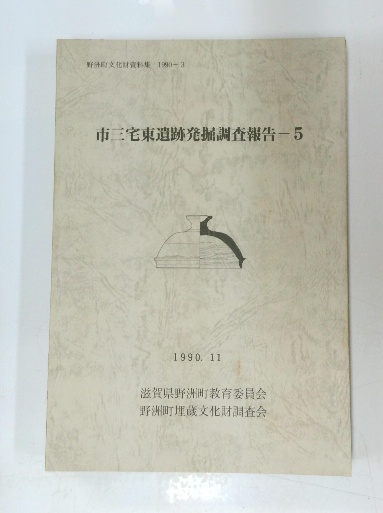 野洲町文化財資料集 1990－3
市三宅東遺跡発掘調査報告－5
1990.11
滋賀県野洲町教育委員会
野洲町埋蔵文化財調査会